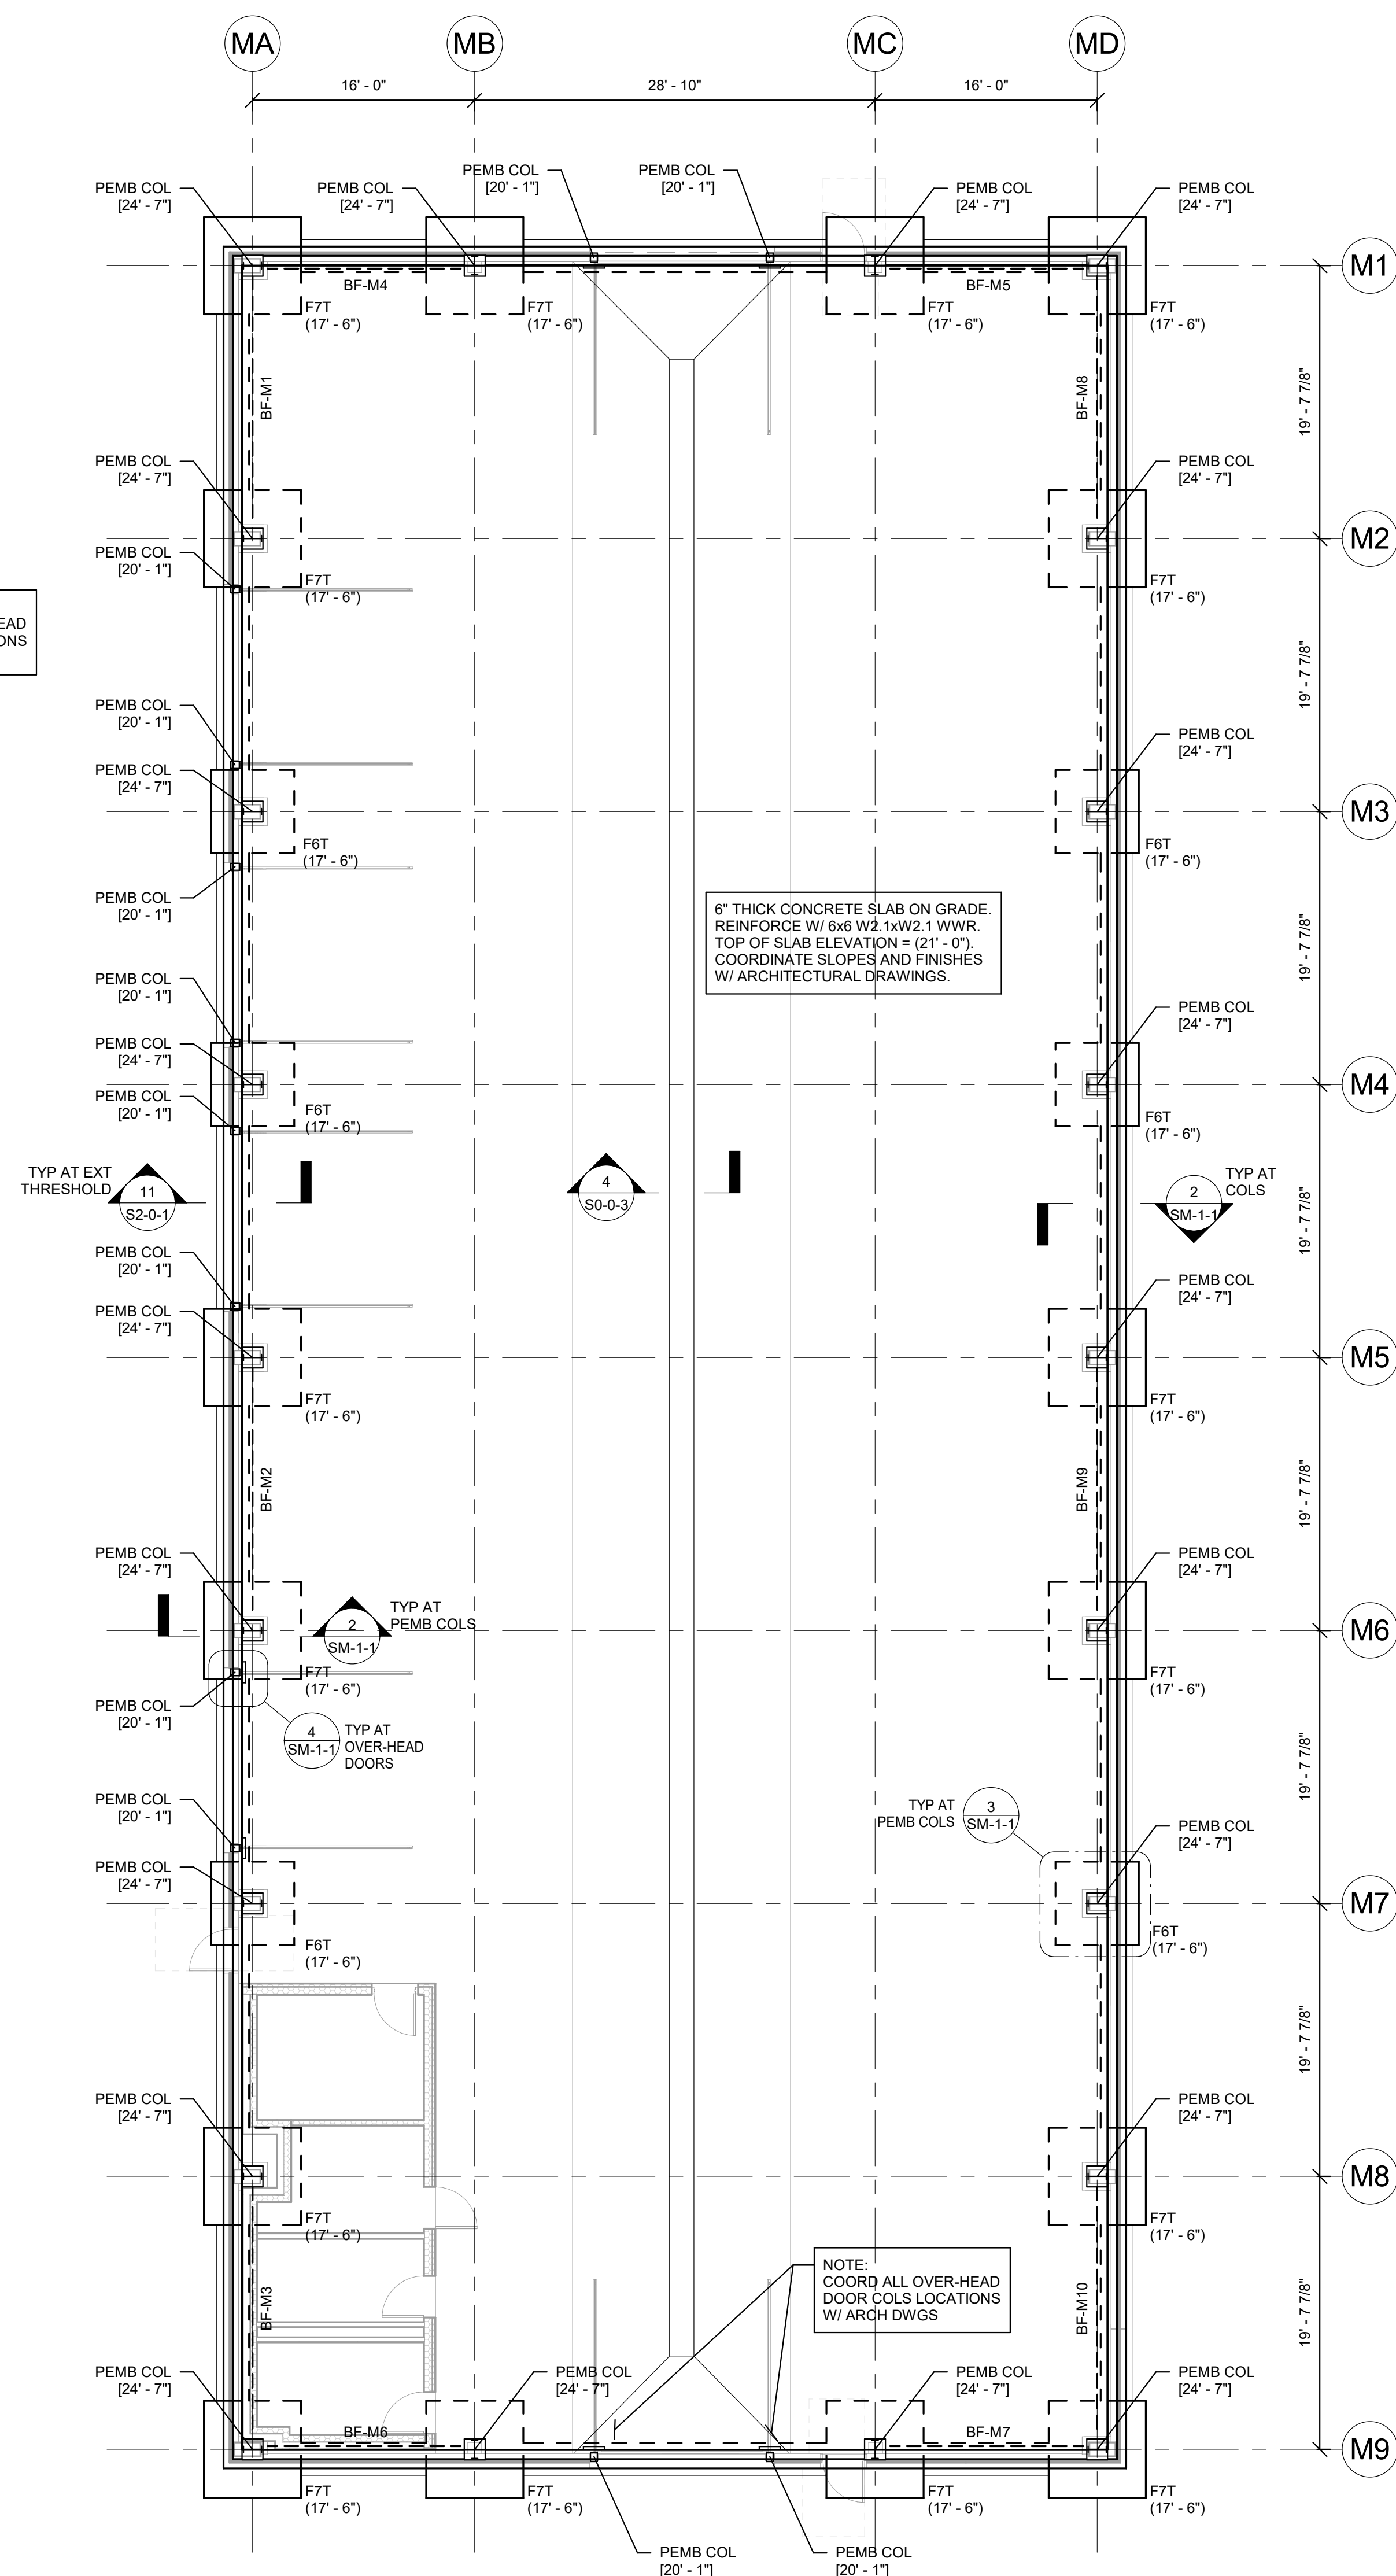 MA
MB
MC
MD
16' - 0"
28' - 10"
16' - 0"
PEMB COL
[24' - 7"]
PEMB COL
[24' - 7"]
PEMB COL
[20' - 1"]
PEMB COL
[20' - 1"]
PEMB COL
[24' - 7"]
PEMB COL
[24' - 7"]
M1
BF-M4
BF-M5
F7T
(17' - 6")
F7T
(17' - 6")
F7T
(17' - 6")
F7T
(17' - 6")
BF-M1
BF-M8
19' - 7 7/8"
PEMB COL
[24' - 7"]
PEMB COL
[24' - 7"]
M2
PEMB COL
[20' - 1"]
F7T
(17' - 6")
F7T
(17' - 6")
EAD
ONS
19' - 7 7/8"
PEMB COL
[20' - 1"]
PEMB COL
[24' - 7"]
PEMB COL
[24' - 7"]
M3
F6T
(17' - 6")
F6T
(17' - 6")
PEMB COL
[20' - 1"]
6" THICK CONCRETE SLAB ON GRADE.
REINFORCE W/ 6x6 W2.1xW2.1 WWR.
TOP OF SLAB ELEVATION = (21' - 0").
COORDINATE SLOPES AND FINISHES
W/ ARCHITECTURAL DRAWINGS.
19' - 7 7/8"
PEMB COL
[20' - 1"]
PEMB COL
[24' - 7"]
PEMB COL
[24' - 7"]
M4
PEMB COL
[20' - 1"]
F6T
(17' - 6")
F6T
(17' - 6")
TYP AT EXT
THRESHOLD
11
S2-0-1
4
S0-0-3
2
SM-1-1
TYP AT
COLS
19' - 7 7/8"
PEMB COL
[20' - 1"]
PEMB COL
[24' - 7"]
PEMB COL
[24' - 7"]
M5
F7T
(17' - 6")
F7T
(17' - 6")
BF-M2
BF-M9
19' - 7 7/8"
PEMB COL
[24' - 7"]
PEMB COL
[24' - 7"]
2
SM-1-1
TYP AT
PEMB COLS
M6
F7T
(17' - 6")
F7T
(17' - 6")
PEMB COL
[20' - 1"]
4
SM-1-1
TYP AT
OVER-HEAD
DOORS
19' - 7 7/8"
PEMB COL
[20' - 1"]
TYP AT
PEMB COLS
3
SM-1-1
PEMB COL
[24' - 7"]
PEMB COL
[24' - 7"]
M7
F6T
(17' - 6")
F6T
(17' - 6")
19' - 7 7/8"
PEMB COL
[24' - 7"]
PEMB COL
[24' - 7"]
M8
F7T
(17' - 6")
F7T
(17' - 6")
NOTE:
COORD ALL OVER-HEAD
DOOR COLS LOCATIONS
W/ ARCH DWGS
BF-M3
BF-M10
19' - 7 7/8"
PEMB COL
[24' - 7"]
PEMB COL
[24' - 7"]
PEMB COL
[24' - 7"]
PEMB COL
[24' - 7"]
BF-M6
BF-M7
M9
F7T
(17' - 6")
F7T
(17' - 6")
F7T
(17' - 6")
F7T
(17' - 6")
PEMB COL
[20' - 1"]
PEMB COL
[20' - 1"]